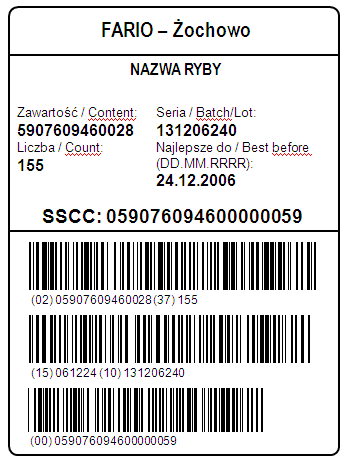 FARIO – Żochowo
NAZWA RYBY
Zawartość / Content:
5907609460028
Liczba / Count:
155
Seria / Batch/Lot:
131206240
Najlepsze do / Best before
(DD.MM.RRRR):
24.12.2006
SSCC: 059076094600000059
(02) 05907609460028 (37) 155
(15) 061224 (10) 131206240
(00) 059076094600000059